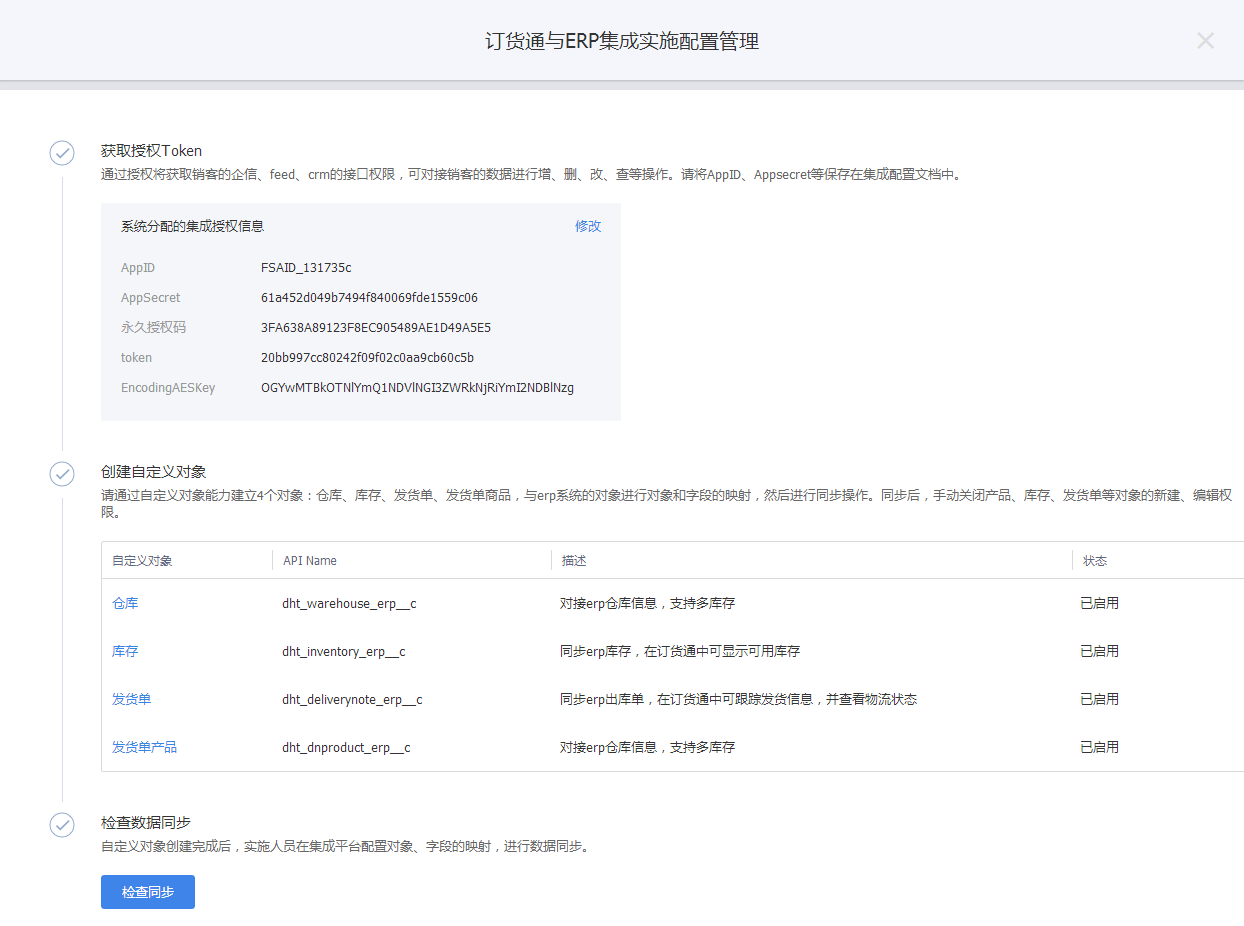 订货通与ERP集成实施配置管理
获取授权Token
通过授权将获取销客的企信、feed、crm的接口权限，可对接销客的数据进行增、删、改、查等操作。请将AppID、Appsecret等保存在集成配置文档中。
系统分配的集成授权信息 修改
AppID FSAID_131735c
AppSecret 61a452d049b7494f840069fde1559c06
永久授权码 3FA638A89123F8EC905489AE1D49A5E5
token 20bb997cc80242f09f02c0aa9cb60c5b
EncodingAESKey OGYwMTBkOTNlYmQ1NDVlNGI3ZWRkNjRiYmI2NDBlNzg
创建自定义对象
请通过自定义对象能力建立4个对象：仓库、库存、发货单、发货单商品，与erp系统的对象进行对象和字段的映射，然后进行同步操作。同步后，手动关闭产品、库存、发货单等对象的新建、编辑权
限。
自定义对象 API Name 描述 状态
仓库 dht_warehouse_erp__c 对接erp仓库信息，支持多库存 已启用
库存 dht_inventory_erp__c 同步erp库存，在订货通中可显示可用库存 已启用
发货单 dht_deliverynote_erp__c 同步erp出库单，在订货通中可跟踪发货信息，并查看物流状态 已启用
发货单产品 dht_dnproduct_erp__c 对接erp仓库信息，支持多库存 已启用
检查数据同步
自定义对象创建完成后，实施人员在集成平台配置对象、字段的映射，进行数据同步。
检查同步